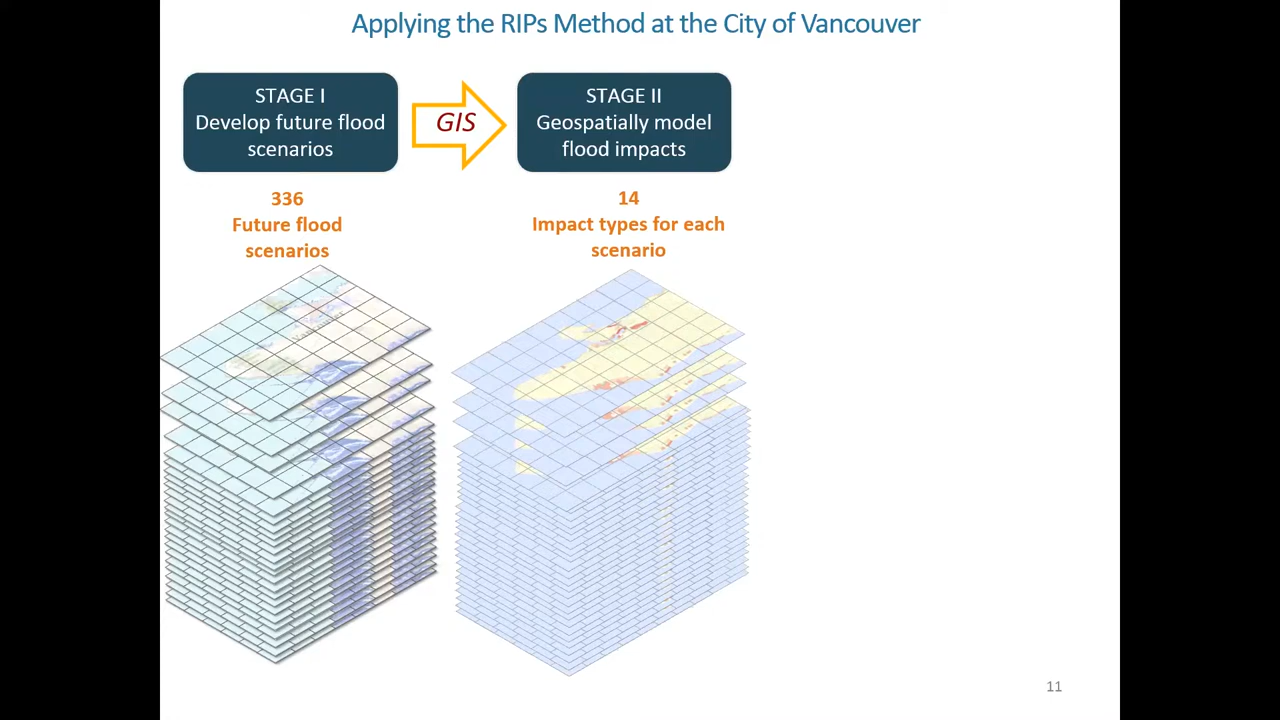 Applying the RIPs Method at the City of Vancouver
STAGE I
Develop future flood
scenarios
GIS
STAGE II
Geospatially model
flood impacts
336
Future flood
scenarios
14
Impact types for each
scenario
Vancouver
11